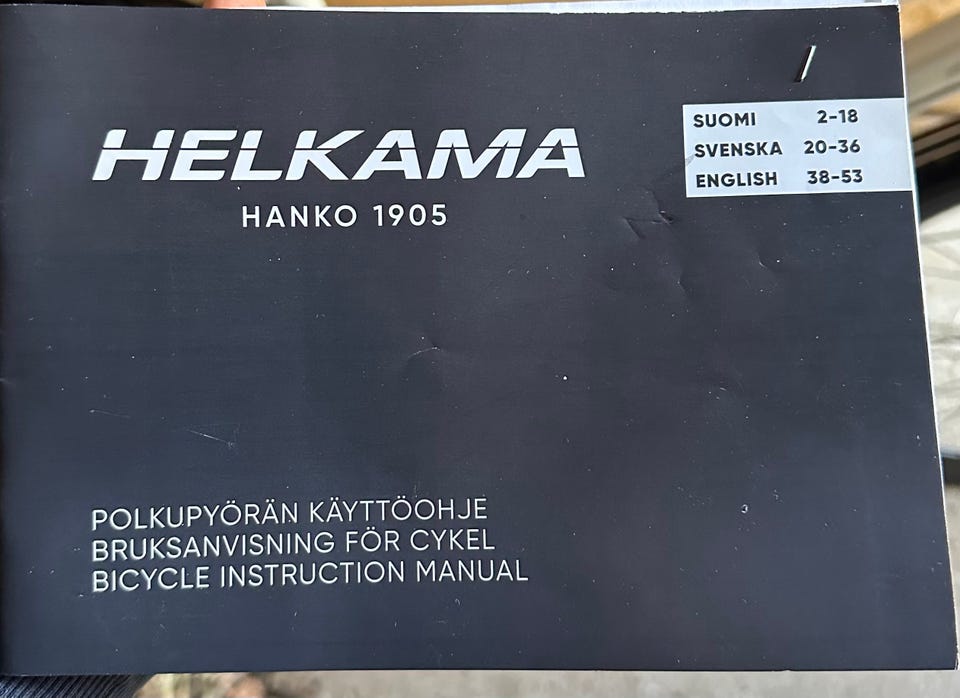 HELKAMA
HANKO 1905
SUOMI 2-18
SVENSKA 20-36
ENGLISH 38-53
POLKUPYÖRÄN KÄYTTÖOHJE
BRUKSANVISNING FÖR CYKEL
BICYCLE INSTRUCTION MANUAL